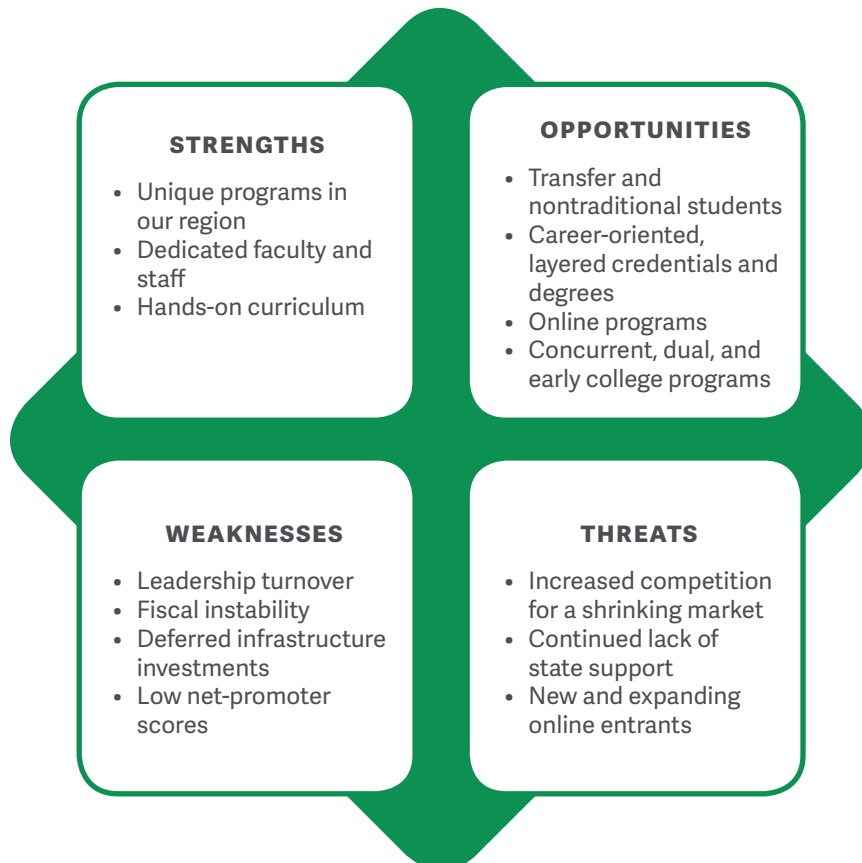 STRENGTHS
• Unique programs in
our region
• Dedicated faculty and
staff
• Hands-on curriculum
OPPORTUNITIES
• Transfer and
nontraditional students
• Career-oriented,
layered credentials and
degrees
• Online programs
• Concurrent, dual, and
early college programs
WEAKNESSES
• Leadership turnover
• Fiscal instability
• Deferred infrastructure
investments
• Low net-promoter
scores
THREATS
• Increased competition
for a shrinking market
• Continued lack of
state support
• New and expanding
online entrants